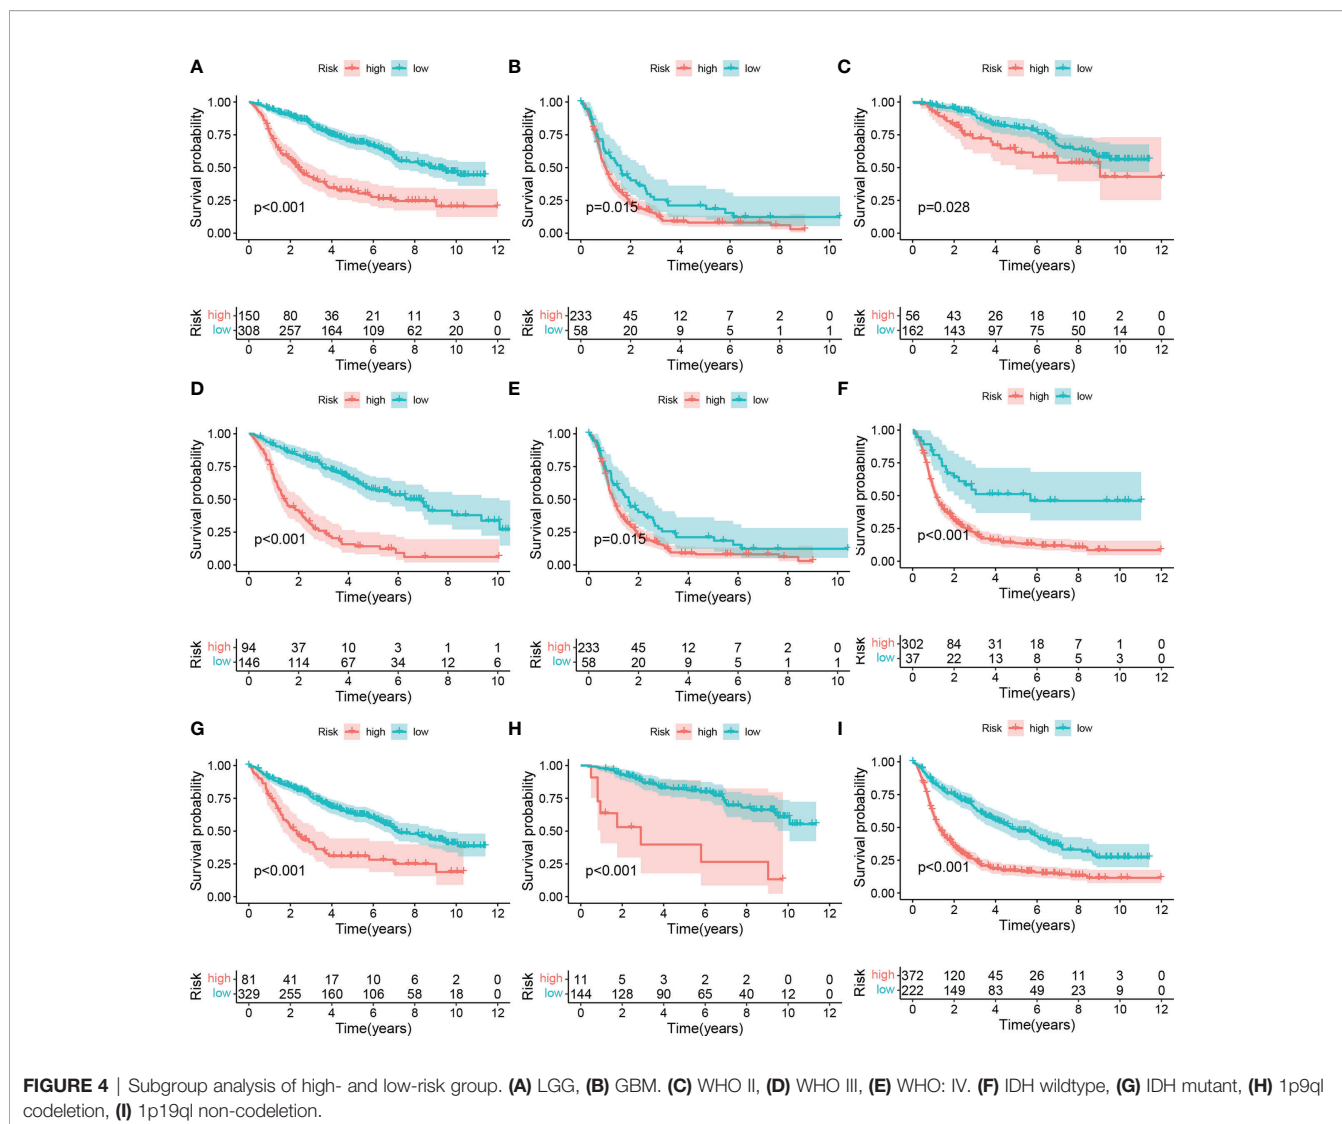 A
Risk high low
Survival probability
1.00
0.75
0.50
0.25
0.00
p<0.001
0 2 4 6 8 10 12
Time(years)
Risk
high 150 80 36 21 11 3 0
low 308 257 164 109 62 20 0
0 2 4 6 8 10 12
Time(years)
B
Risk high low
Survival probability
1.00
0.75
0.50
0.25
0.00
p=0.015
0 2 4 6 8 10
Time(years)
Risk
high 233 45 12 7 2 0
low 58 20 9 5 1 1
0 2 4 6 8 10
Time(years)
C
Risk high low
Survival probability
1.00
0.75
0.50
0.25
0.00
p=0.028
0 2 4 6 8 10 12
Time(years)
Risk
high 56 43 26 18 10 2 0
low 162 143 97 75 50 14 0
0 2 4 6 8 10 12
Time(years)
D
Risk high low
Survival probability
1.00
0.75
0.50
0.25
0.00
p<0.001
0 2 4 6 8 10
Time(years)
Risk
high 94 37 10 3 1 1
low 146 114 67 34 12 6
0 2 4 6 8 10
Time(years)
E
Risk high low
Survival probability
1.00
0.75
0.50
0.25
0.00
p=0.015
0 2 4 6 8 10
Time(years)
Risk
high 233 45 12 7 2 0
low 58 20 9 5 1 1
0 2 4 6 8 10
Time(years)
F
Risk high low
Survival probability
1.00
0.75
0.50
0.25
0.00
p<0.001
0 2 4 6 8 10 12
Time(years)
Risk
high 302 84 31 18 7 1 0
low 37 22 13 8 5 3 0
0 2 4 6 8 10 12
Time(years)
G
Risk high low
Survival probability
1.00
0.75
0.50
0.25
0.00
p<0.001
0 2 4 6 8 10 12
Time(years)
Risk
high 81 41 17 10 6 2 0
low 329 255 160 106 58 18 0
0 2 4 6 8 10 12
Time(years)
H
Risk high low
Survival probability
1.00
0.75
0.50
0.25
0.00
p<0.001
0 2 4 6 8 10 12
Time(years)
Risk
high 11 5 3 2 2 0 0
low 144 128 90 65 40 12 0
0 2 4 6 8 10 12
Time(years)
I
Risk high low
Survival probability
1.00
0.75
0.50
0.25
0.00
p<0.001
0 2 4 6 8 10 12
Time(years)
Risk
high 372 120 45 26 11 3 0
low 222 149 83 49 23 9 0
0 2 4 6 8 10 12
Time(years)
FIGURE 4 | Subgroup analysis of high- and low-risk group. (A) LGG, (B) GBM. (C) WHO II, (D) WHO III, (E) WHO: IV. (F) IDH wildtype, (G) IDH mutant, (H) 1p9ql
codeletion, (I) 1p19ql non-codeletion.